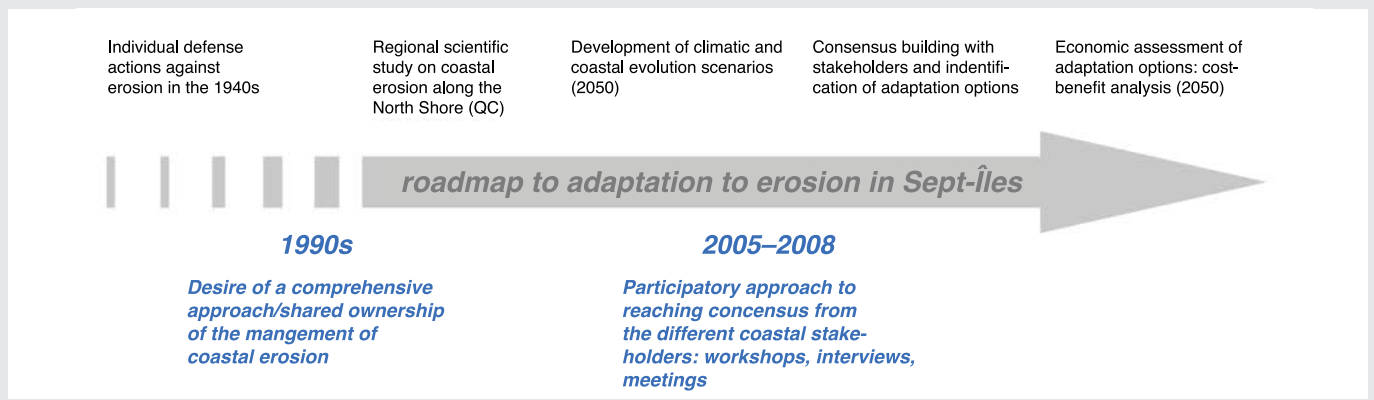 Individual defense
actions against
erosion in the 1940s
Regional scientific
study on coastal
erosion along the
North Shore (QC)
Development of climatic and
coastal evolution scenarios
(2050)
Consensus building with
stakeholders and indentifi-
cation of adaptation options
Economic assessment of
adaptation options: cost-
benefit analysis (2050)
roadmap to adaptation to erosion in Sept-Îles
1990s
Desire of a comprehensive
approach/shared ownership
of the mangement of
coastal erosion
2005–2008
Participatory approach to
reaching concensus from
the different coastal stake-
holders: workshops, interviews,
meetings